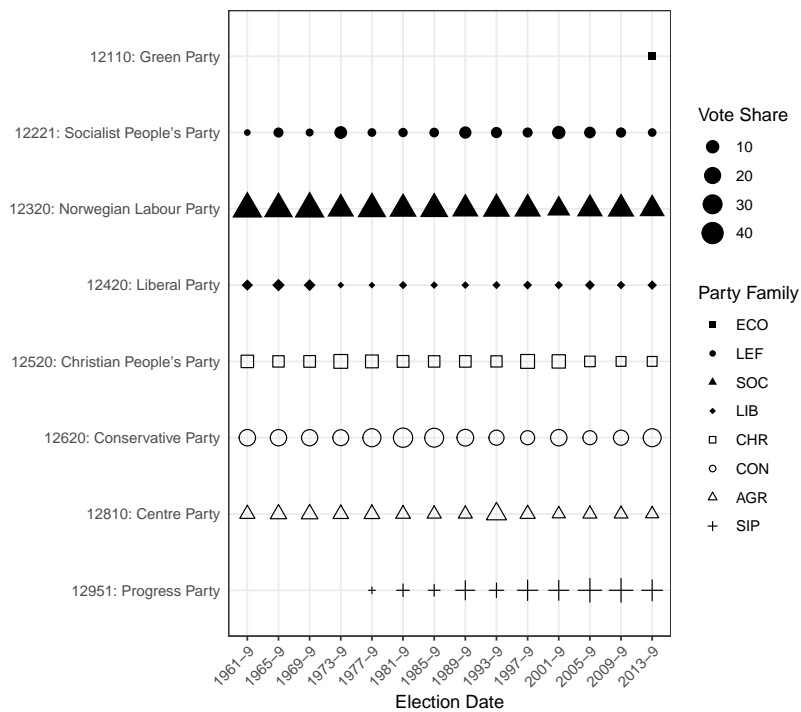 12110: Green Party
12221: Socialist People's Party
12320: Norwegian Labour Party
12420: Liberal Party
12520: Christian People's Party
12620: Conservative Party
12810: Centre Party
12951: Progress Party
1961−9
1965−9
1969−9
1973−9
1977−9
1981−9
1985−9
1989−9
1993−9
1997−9
2001−9
2005−9
2009−9
2013−9
Election Date
Vote Share
10
20
30
40
Party Family
ECO
LEF
SOC
LIB
CHR
CON
AGR
SIP